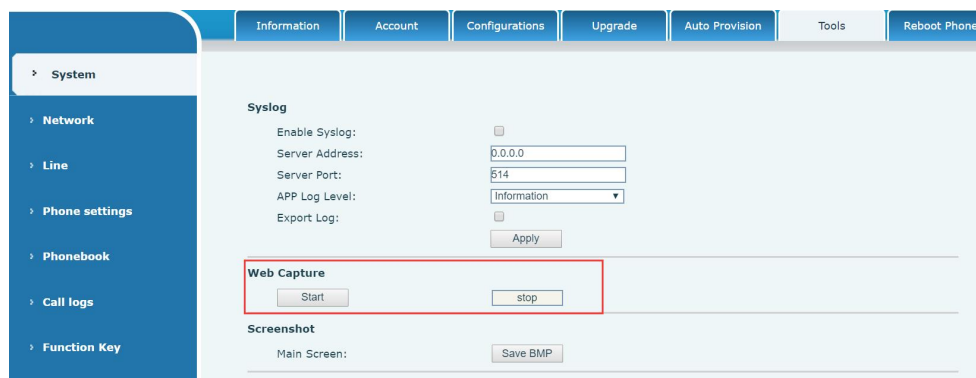 Information Account Configurations Upgrade Auto Provision Tools Reboot Phone
System
Network
Line
Phone settings
Phonebook
Call logs
Function Key
Syslog
Enable Syslog:
Server Address: 0.0.0.0
Server Port: 514
APP Log Level: Information
Export Log:
Apply
Web Capture
Start stop
Screenshot
Main Screen: Save BMP